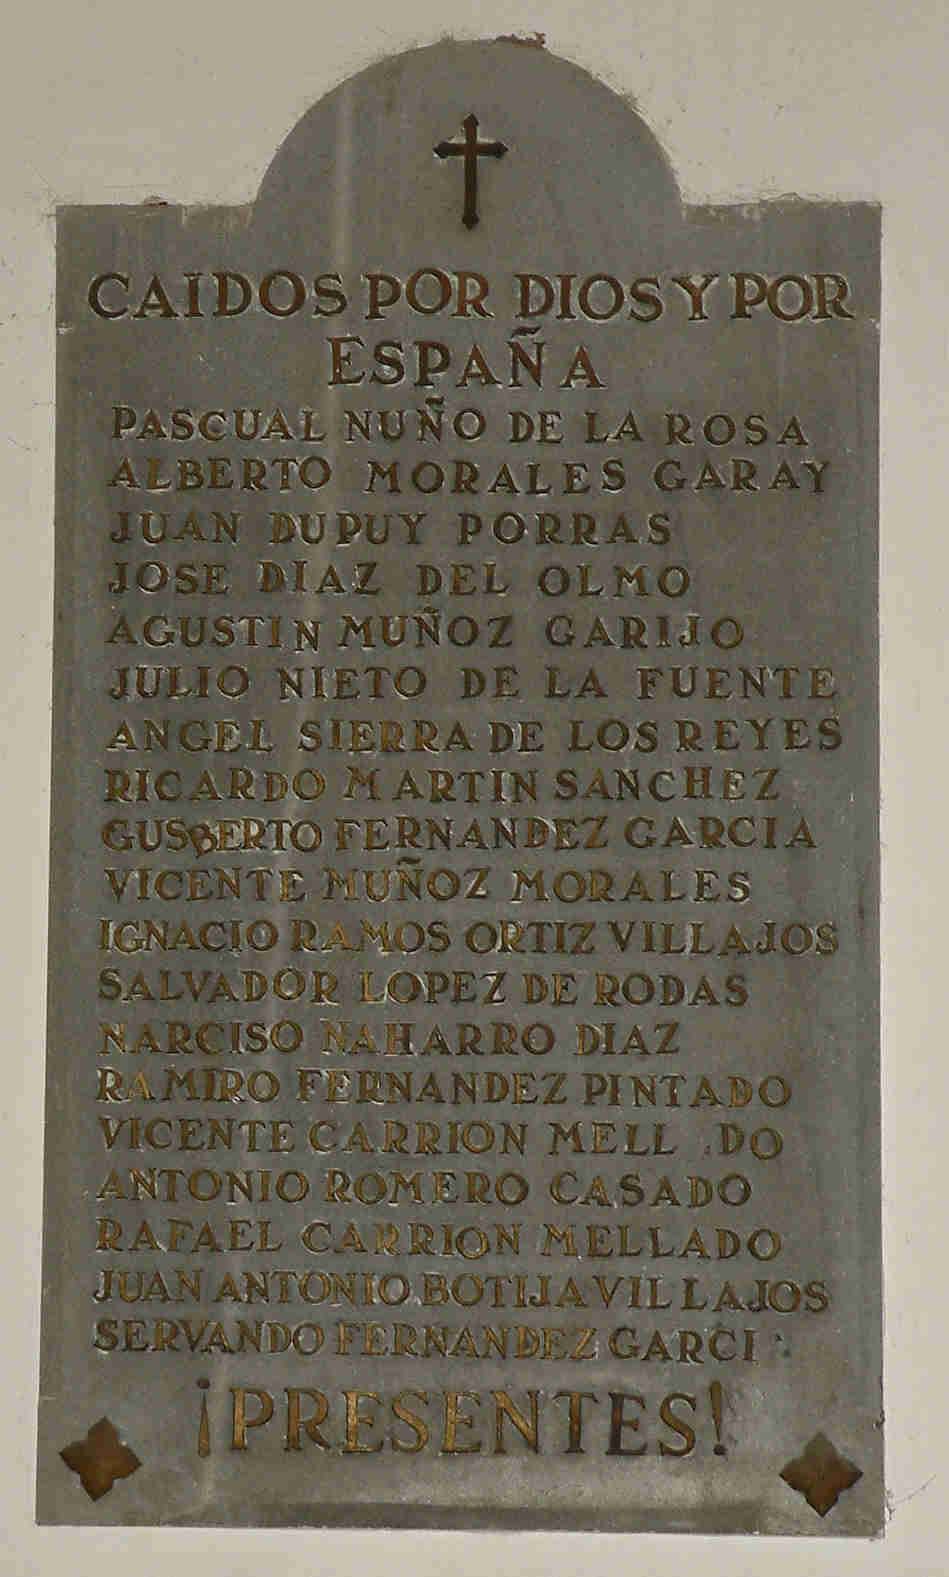 CAIDOS POR DIOS Y POR
ESPAÑA
PASCUAL NUÑO DE LA ROSA
ALBERTO MORALES GARAY
JUAN DUPUY PORRAS
JOSE DIAZ DEL OLMO
AGUSTIN MUÑOZ GARIJO
JULIO NIETO DE LA FUENTE
ANGEL SIERRA DE LOS REYES
RICARDO MARTIN SANCHEZ
GUSBERTO FERNANDEZ GARCIA
VICENTE MUÑOZ MORALES
IGNACIO RAMOS ORTIZ VILLAJOS
SALVADOR LOPEZ DE RODAS
NARCISO NAHARRO DIAZ
RAMIRO FERNANDEZ PINTADO
VICENTE CARRION MELL DO
ANTONIO ROMERO CASADO
RAFAEL CARRION MELLADO
JUAN ANTONIO BOTIJA VILLAJOS
SERVANDO FERNANDEZ GARCI
¡PRESENTES!